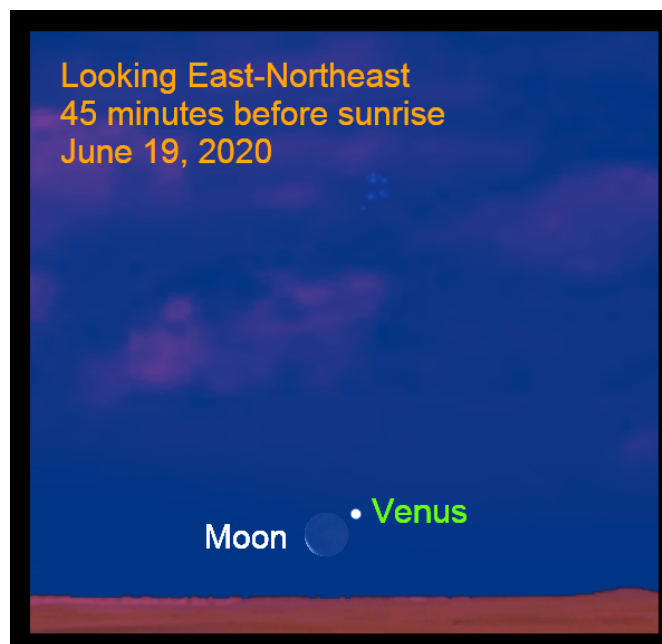 Looking East-Northeast
45 minutes before sunrise
June 19, 2020
Venus
Moon